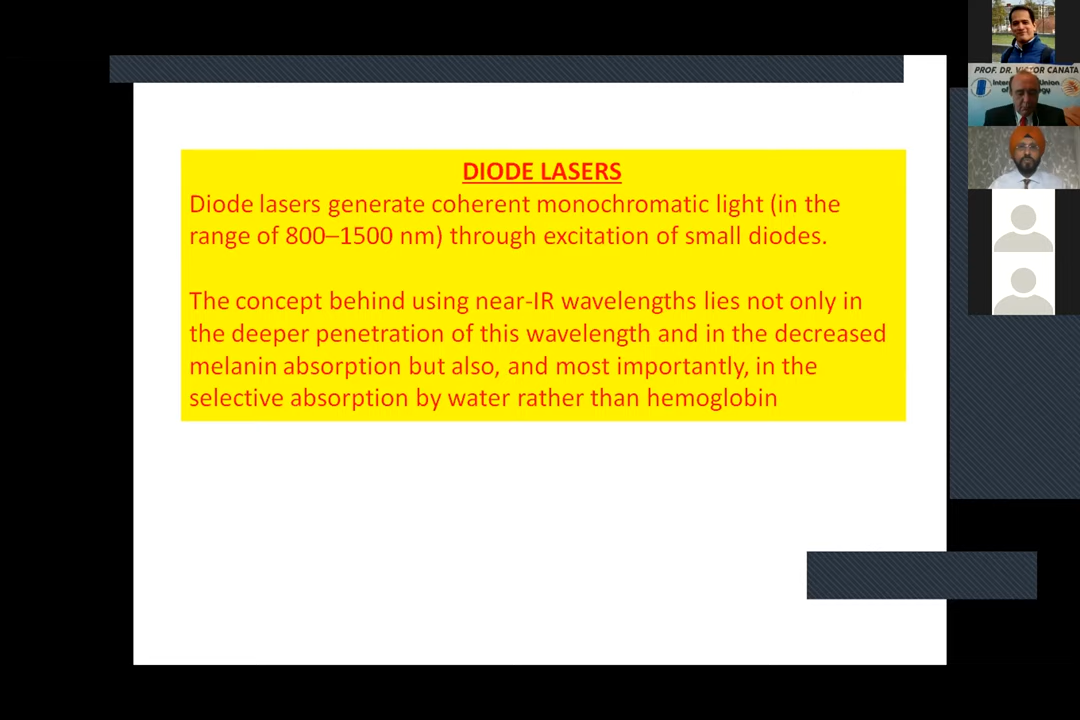 DIODE LASERS
Diode lasers generate coherent monochromatic light (in the
range of 800–1500 nm) through excitation of small diodes.
The concept behind using near-IR wavelengths lies not only in
the deeper penetration of this wavelength and in the decreased
melanin absorption but also, and most importantly, in the
selective absorption by water rather than hemoglobin
PROF. DR. VICTOR CANATA